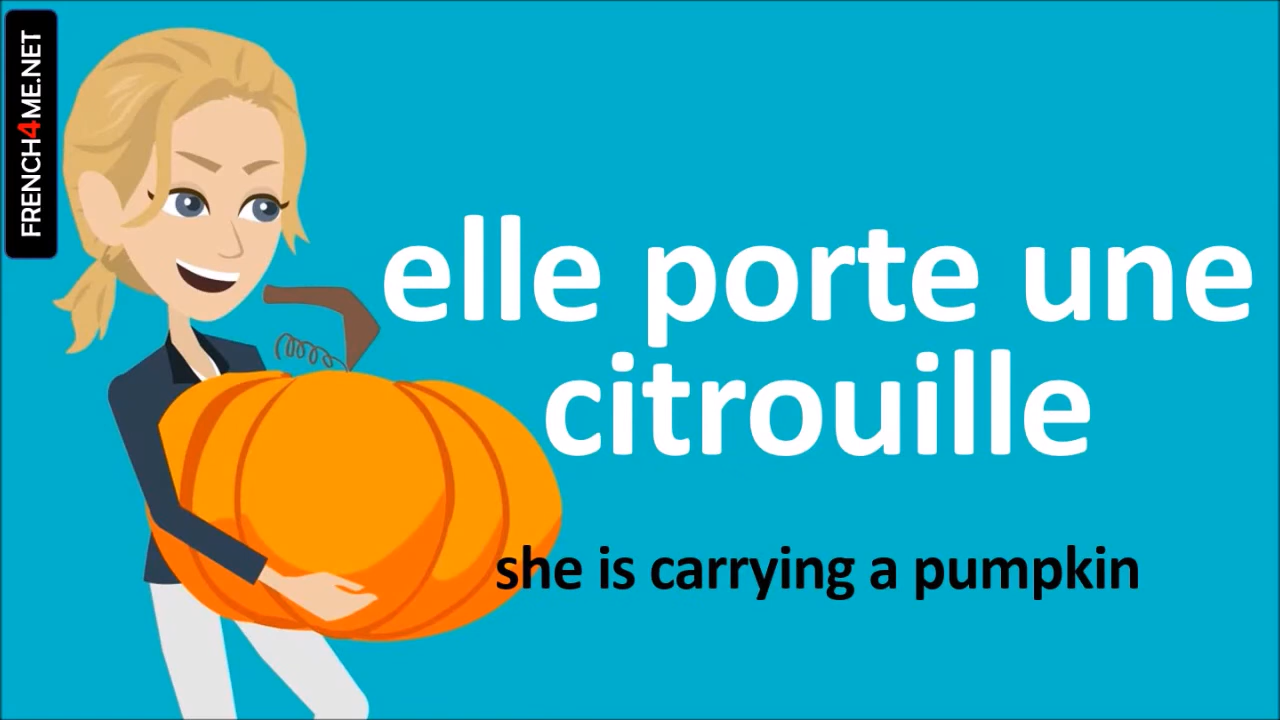 FRENCH4ME.NET
elle porte une
citrouille
she is carrying a pumpkin